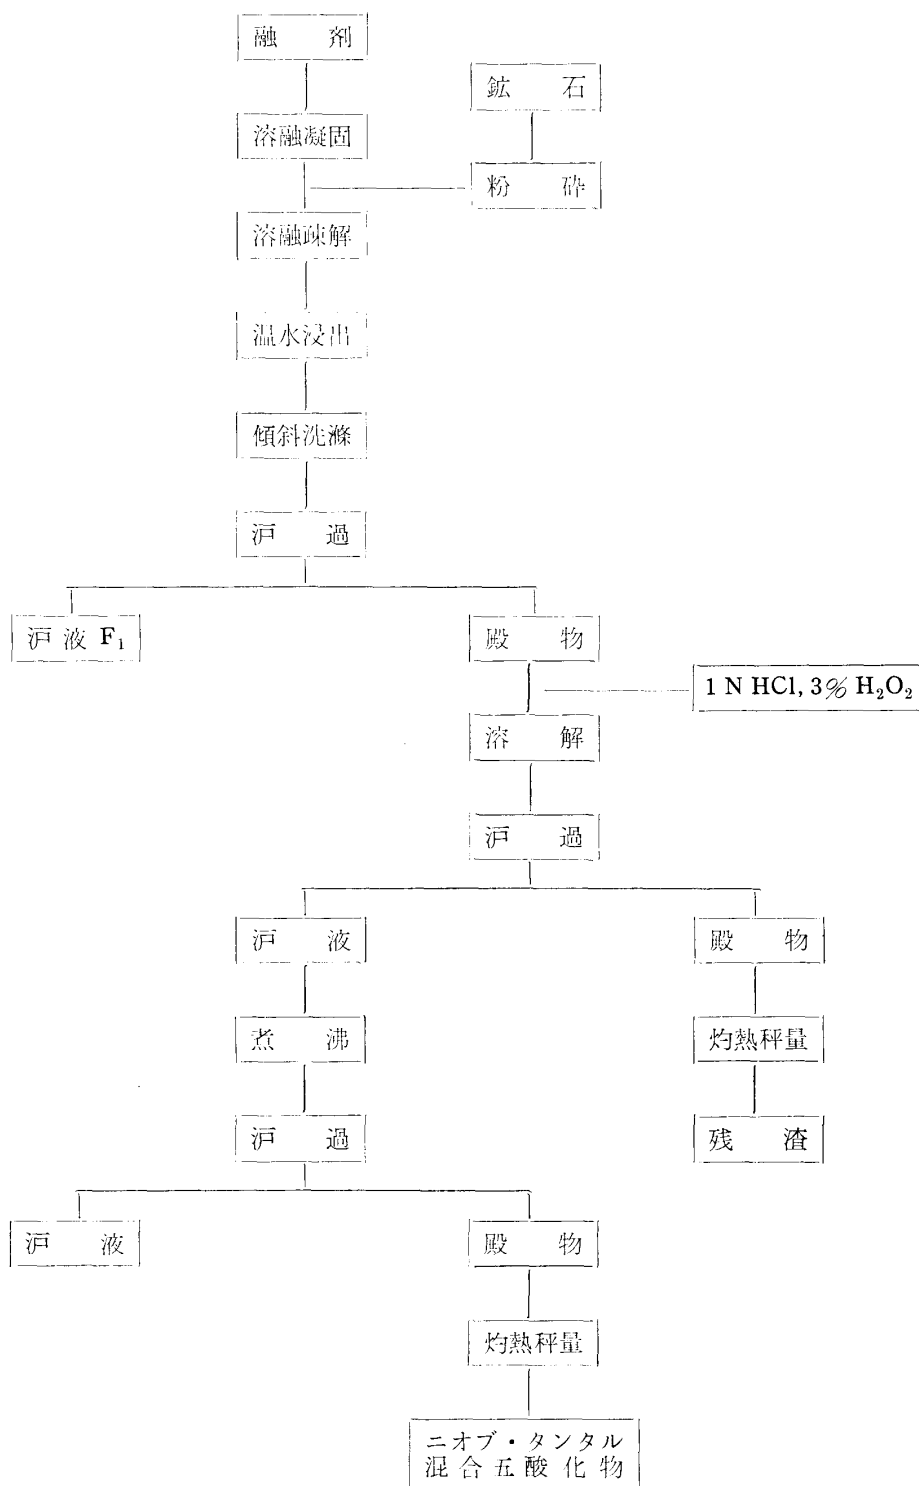 融剤
鉱石
溶融凝固
粉砕
溶融疎解
温水浸出
傾斜洗滌
沪過
沪液 F₁
殿物
1 N HCl, 3% H₂O₂
溶解
沪過
沪液
殿物
煮沸
灼熱秤量
沪過
残渣
沪液
殿物
灼熱秤量
ニオブ・タンタル
混合五酸化物